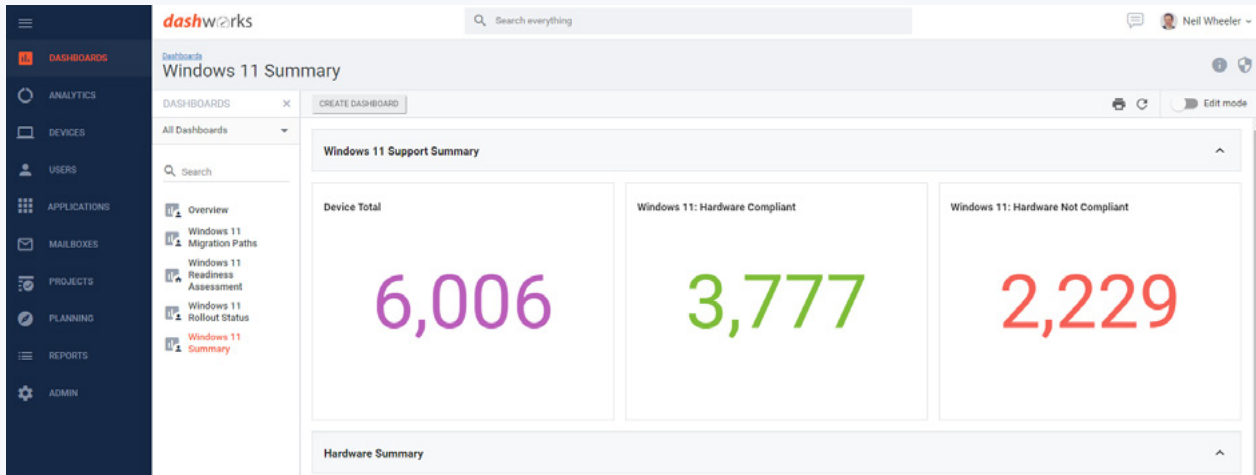 dashworks
Search everything
Neil Wheeler
DASHBOARDS
ANALYTICS
DEVICES
USERS
APPLICATIONS
MAILBOXES
PROJECTS
PLANNING
REPORTS
ADMIN
Dashboards
Windows 11 Summary
DASHBOARDS
CREATE DASHBOARD
Edit mode
All Dashboards
Search
Overview
Windows 11
Migration Paths
Windows 11
Readiness
Assessment
Windows 11
Rollout Status
Windows 11
Summary
Windows 11 Support Summary
Device Total
6,006
Windows 11: Hardware Compliant
3,777
Windows 11: Hardware Not Compliant
2,229
Hardware Summary